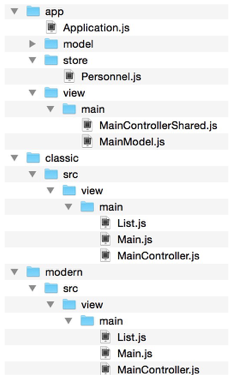 app
Application.js
model
store
Personnel.js
view
main
MainControllerShared.js
MainModel.js
classic
src
view
main
List.js
Main.js
MainController.js
modern
src
view
main
List.js
Main.js
MainController.js